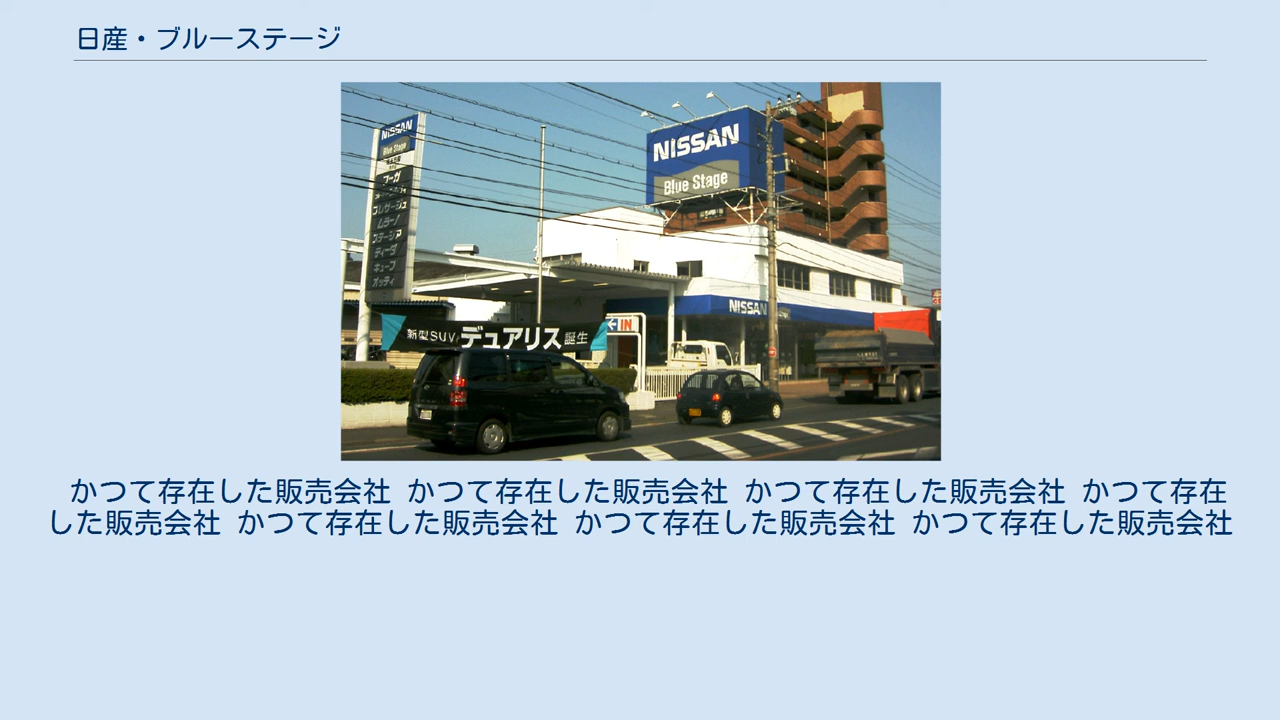 日産・ブルーステージ
NISSAN
Blue Stage
フーガ
プレサージュ
ムラーノ
ステージア
ティーダ
キューブ
オッティ
NISSAN
Blue Stage
NISSAN
IN
新型SUV デュアリス 誕生
かつて存在した販売会社 かつて存在した販売会社 かつて存在した販売会社 かつて存在
した販売会社 かつて存在した販売会社 かつて存在した販売会社 かつて存在した販売会社